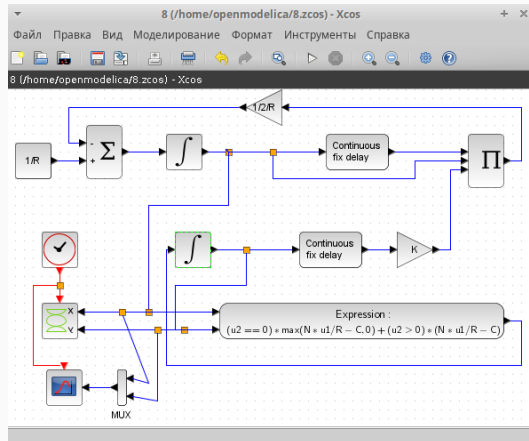 8 (/home/openmodelica/8.zcos) - Xcos
Файл Правка Вид Моделирование Формат Инструменты Справка
8 (/home/openmodelica/8.zcos) - Xcos
1/2/R
1/R
-
+
Σ
∫
Continuous
fix delay
Π
∫
Continuous
fix delay
K
X
Y
Expression :
(u2 == 0) * max(N * u1/R − C, 0) + (u2 > 0) * (N * u1/R − C)
MUX